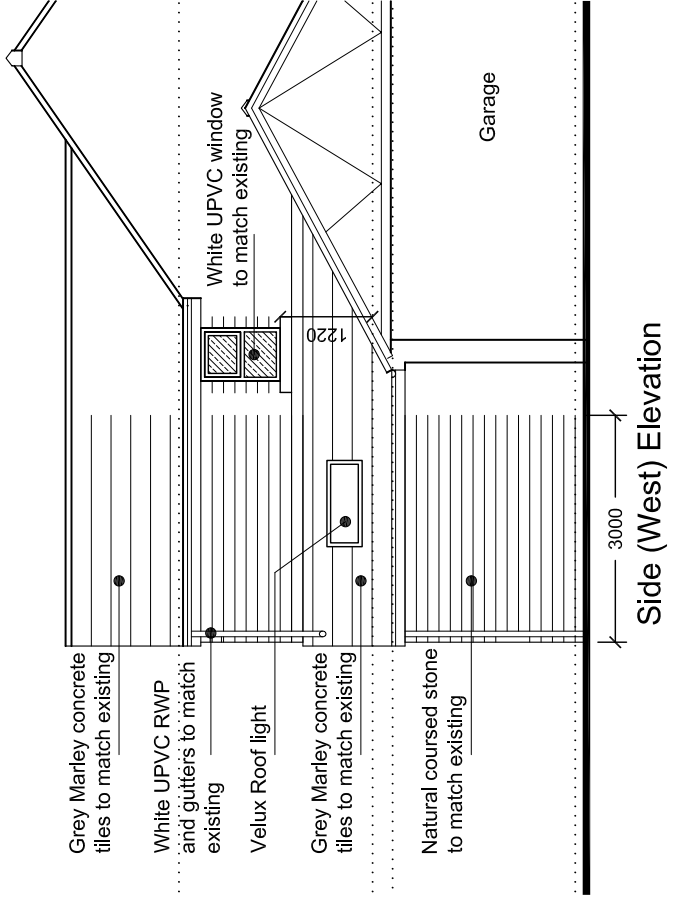 Grey Marley concrete
tiles to match existing
White UPVC RWP
and gutters to match
existing
Velux Roof light
Grey Marley concrete
tiles to match existing
Natural coursed stone
to match existing
White UPVC window
to match existing
1220
Garage
3000
Side (West) Elevation